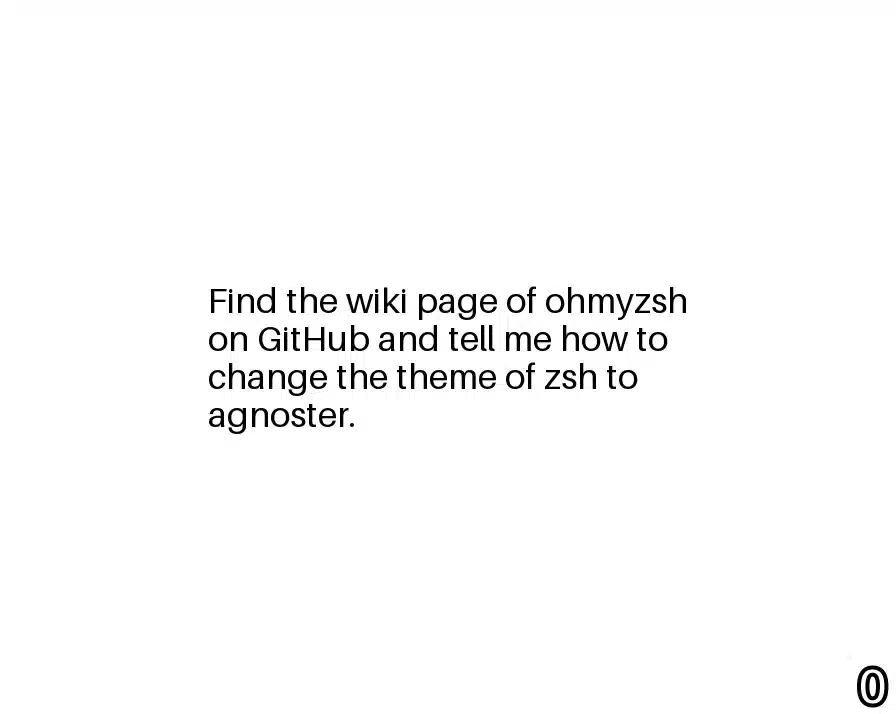 Find the wiki page of ohmyzsh
on GitHub and tell me how to
change the theme of zsh to
agnoster.
0